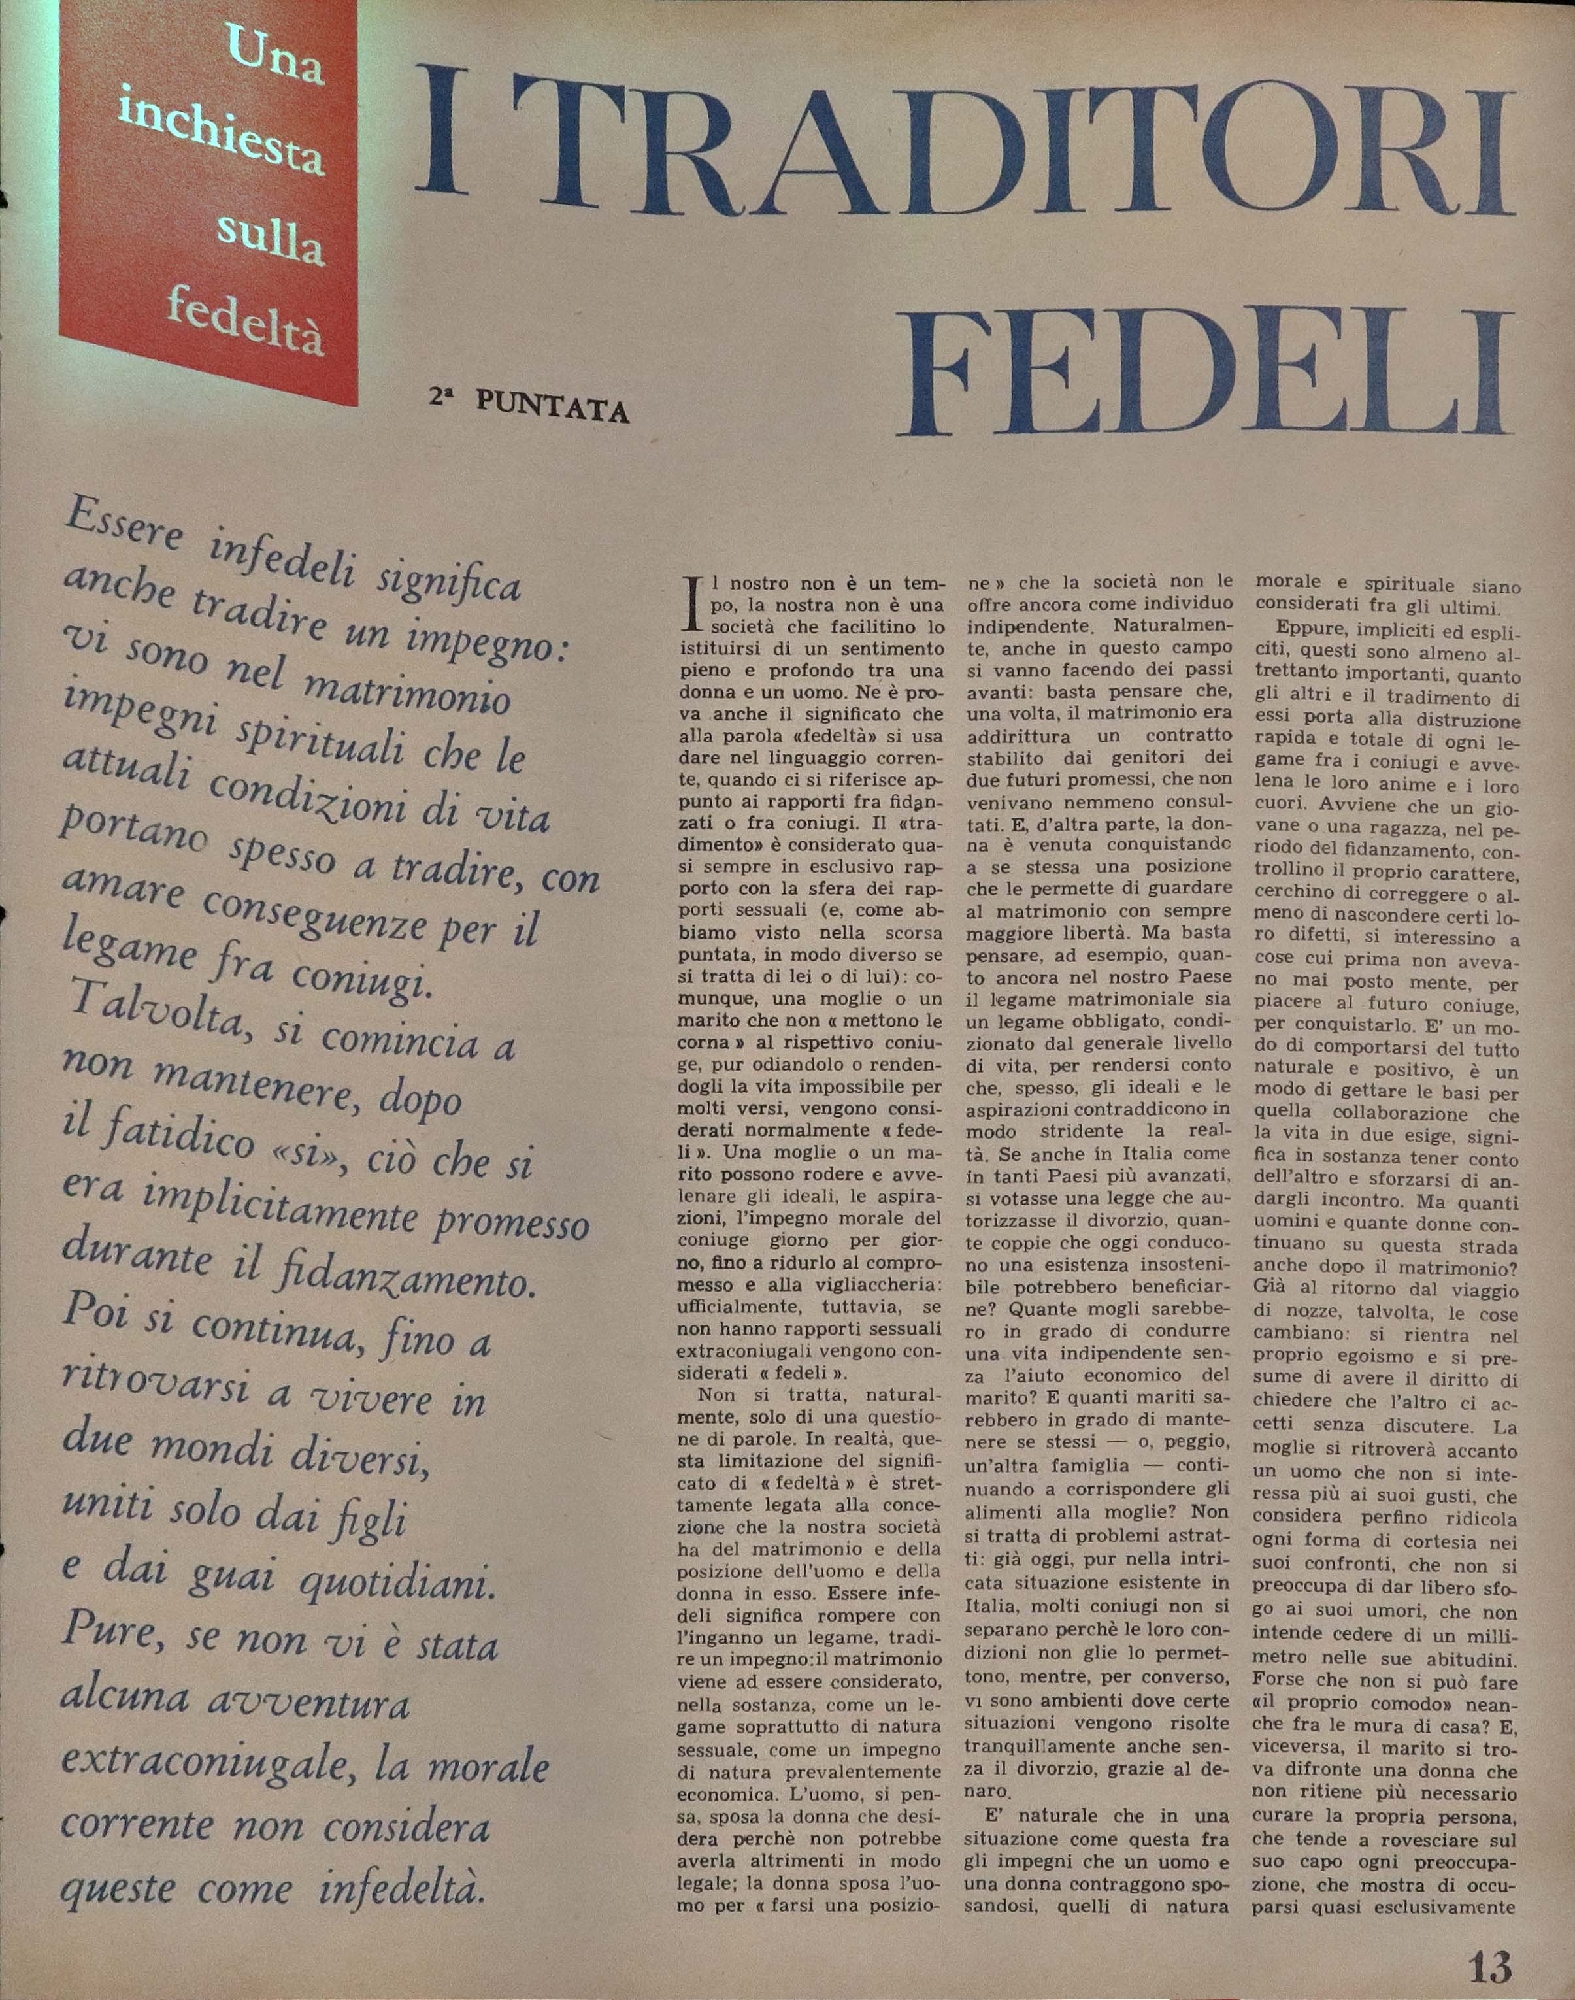 Una
inchiesta
sulla
fedeltà
I TRADITORI
FEDELI
2ª PUNTATA
Essere infedeli significa
anche tradire un impegno:
vi sono nel matrimonio
impegni spirituali che le
attuali condizioni di vita
portano spesso a tradire, con
amare conseguenze per il
legame fra coniugi.
Talvolta, si comincia a
non mantenere, dopo
il fatidico «si», ciò che si
era implicitamente promesso
durante il fidanzamento.
Poi si continua, fino a
ritrovarsi a vivere in
due mondi diversi,
uniti solo dai figli
e dai guai quotidiani.
Pure, se non vi è stata
alcuna avventura
extraconiugale, la morale
corrente non considera
queste come infedeltà.
Il nostro non è un tem-
po, la nostra non è una
società che facilitino lo
istituirsi di un sentimento
pieno e profondo tra una
donna e un uomo. Ne è pro-
va anche il significato che
alla parola «fedeltà» si usa
dare nel linguaggio corren-
te, quando ci si riferisce ap-
punto ai rapporti fra fidan-
zati o fra coniugi. Il «tra-
dimento» è considerato qua-
si sempre in esclusivo rap-
porto con la sfera dei rap-
porti sessuali (e, come ab-
biamo visto nella scorsa
puntata, in modo diverso se
si tratta di lei o di lui): co-
munque, una moglie o un
marito che non « mettono le
corna » al rispettivo coniu-
ge, pur odiandolo o renden-
dogli la vita impossibile per
molti versi, vengono consi-
derati normalmente « fede-
li ». Una moglie o un ma-
rito possono rodere e avve-
lenare gli ideali, le aspira-
zioni, l'impegno morale del
coniuge giorno per gior-
no, fino a ridurlo al compro-
messo e alla vigliaccheria:
ufficialmente, tuttavia, se
non hanno rapporti sessuali
extraconiugali vengono con-
siderati « fedeli ».
Non si tratta, natural-
mente, solo di una questio-
ne di parole. In realtà, que-
sta limitazione del signifi-
cato di « fedeltà » è stret-
tamente legata alla conce-
zione che la nostra società
ha del matrimonio e della
posizione dell'uomo e della
donna in esso. Essere infe-
deli significa rompere con
l'inganno un legame, tradi-
re un impegno:il matrimonio
viene ad essere considerato,
nella sostanza, come un le-
game soprattutto di natura
sessuale, come un impegno
di natura prevalentemente
economica. L'uomo, si pen-
sa, sposa la donna che desi-
dera perchè non potrebbe
averla altrimenti in modo
legale; la donna sposa l'uo-
mo per « farsi una posizio-
ne » che la società non le
offre ancora come individuo
indipendente. Naturalmen-
te, anche in questo campo
si vanno facendo dei passi
avanti: basta pensare che,
una volta, il matrimonio era
addirittura un contratto
stabilito dai genitori dei
due futuri promessi, che non
venivano nemmeno consul-
tati. E, d'altra parte, la don-
na è venuta conquistando
a se stessa una posizione
che le permette di guardare
al matrimonio con sempre
maggiore libertà. Ma basta
pensare, ad esempio, quan-
to ancora nel nostro Paese
il legame matrimoniale sia
un legame obbligato, condi-
zionato dal generale livello
di vita, per rendersi conto
che, spesso, gli ideali e le
aspirazioni contraddicono in
modo stridente la real-
tà. Se anche in Italia come
in tanti Paesi più avanzati,
si votasse una legge che au-
torizzasse il divorzio, quan-
te coppie che oggi conduco-
no una esistenza insosteni-
bile potrebbero beneficiar-
ne? Quante mogli sarebbe-
ro in grado di condurre
una vita indipendente sen-
za l'aiuto economico del
marito? E quanti mariti sa-
rebbero in grado di mante-
nere se stessi — o, peggio,
un'altra famiglia — conti-
nuando a corrispondere gli
alimenti alla moglie? Non
si tratta di problemi astrat-
ti: già oggi, pur nella intri-
cata situazione esistente in
Italia, molti coniugi non si
separano perchè le loro con-
dizioni non glie lo permet-
tono, mentre, per converso,
vi sono ambienti dove certe
situazioni vengono risolte
tranquillamente anche sen-
za il divorzio, grazie al de-
naro.
E' naturale che in una
situazione come questa fra
gli impegni che un uomo e
una donna contraggono spo-
sandosi, quelli di natura
morale e spirituale siano
considerati fra gli ultimi.
Eppure, impliciti ed espli-
citi, questi sono almeno al-
trettanto importanti, quanto
gli altri e il tradimento di
essi porta alla distruzione
rapida e totale di ogni le-
game fra i coniugi e avve-
lena le loro anime e i loro
cuori. Avviene che un gio-
vane o una ragazza, nel pe-
riodo del fidanzamento, con-
trollino il proprio carattere,
cerchino di correggere o al-
meno di nascondere certi lo-
ro difetti, si interessino a
cose cui prima non aveva-
no mai posto mente, per
piacere al futuro coniuge,
per conquistarlo. E' un mo-
do di comportarsi del tutto
naturale e positivo, è un
modo di gettare le basi per
quella collaborazione che
la vita in due esige, signi-
fica in sostanza tener conto
dell'altro e sforzarsi di an-
dargli incontro. Ma quanti
uomini e quante donne con-
tinuano su questa strada
anche dopo il matrimonio?
Già al ritorno dal viaggio
di nozze, talvolta, le cose
cambiano: si rientra nel
proprio egoismo e si pre-
sume di avere il diritto di
chiedere che l'altro ci ac-
cetti senza discutere. La
moglie si ritroverà accanto
un uomo che non si inte-
ressa più ai suoi gusti, che
considera perfino ridicola
ogni forma di cortesia nei
suoi confronti, che non si
preoccupa di dar libero sfo-
go ai suoi umori, che non
intende cedere di un milli-
metro nelle sue abitudini.
Forse che non si può fare
«il proprio comodo» nean-
che fra le mura di casa? E,
viceversa, il marito si tro-
va difronte una donna che
non ritiene più necessario
curare la propria persona,
che tende a rovesciare sul
suo capo ogni preoccupa-
zione, che mostra di occu-
parsi quasi esclusivamente
13